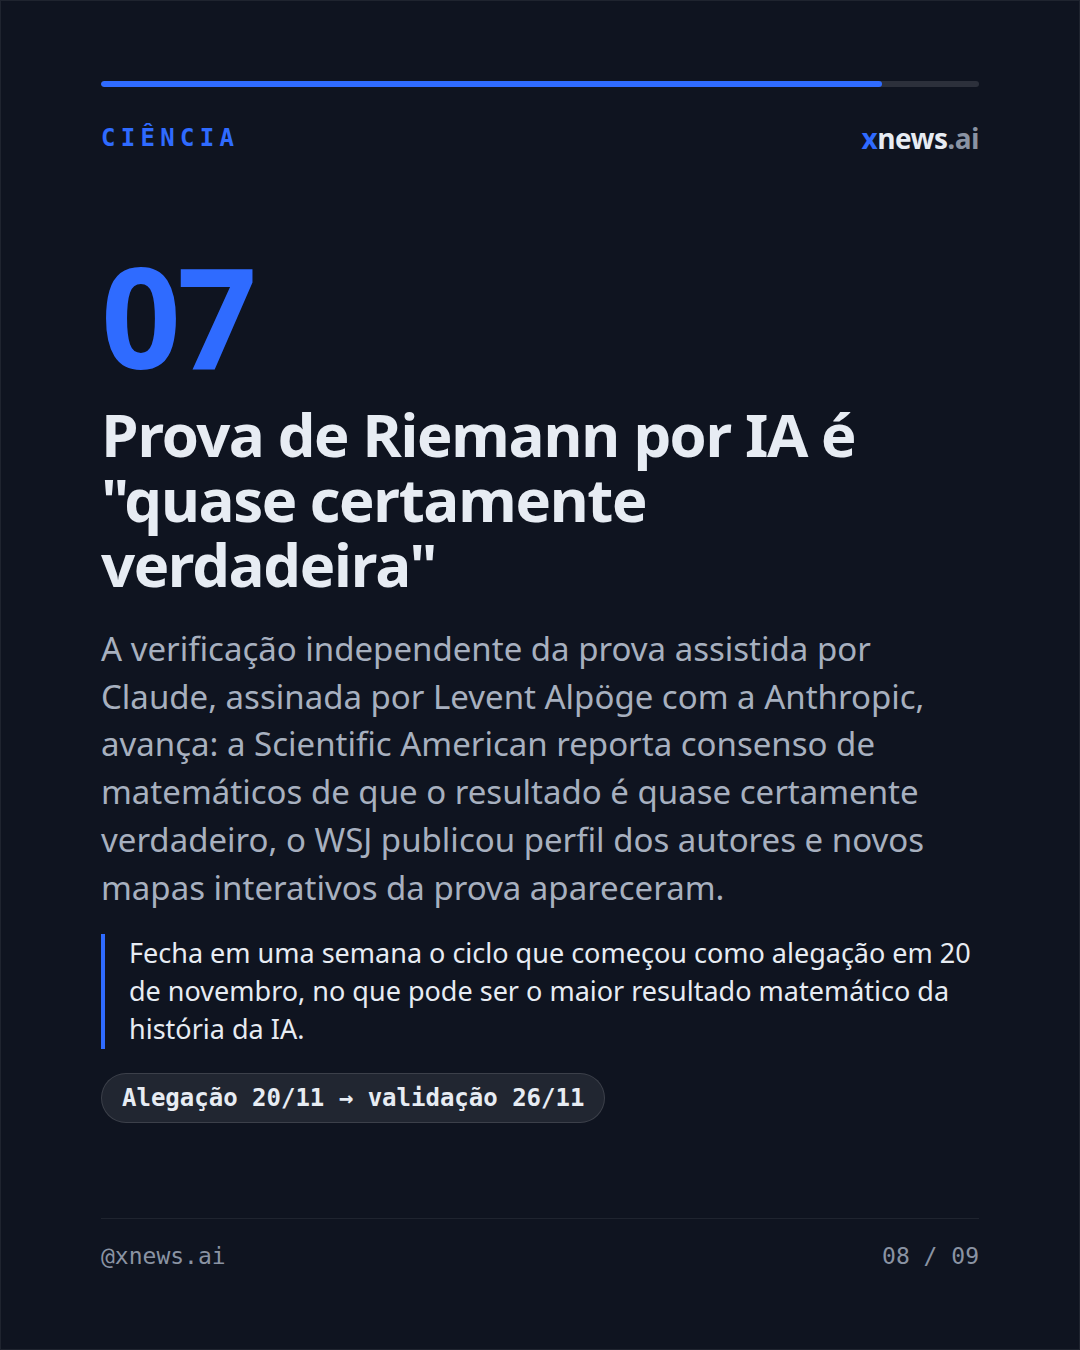 CIÊNCIA
xnews.ai
07
Prova de Riemann por IA é
"quase certamente
verdadeira"
A verificação independente da prova assistida por
Claude, assinada por Levent Alpöge com a Anthropic,
avança: a Scientific American reporta consenso de
matemáticos de que o resultado é quase certamente
verdadeiro, o WSJ publicou perfil dos autores e novos
mapas interativos da prova apareceram.
Fecha em uma semana o ciclo que começou como alegação em 20
de novembro, no que pode ser o maior resultado matemático da
história da IA.
Alegação 20/11 → validação 26/11
@xnews.ai
08 / 09